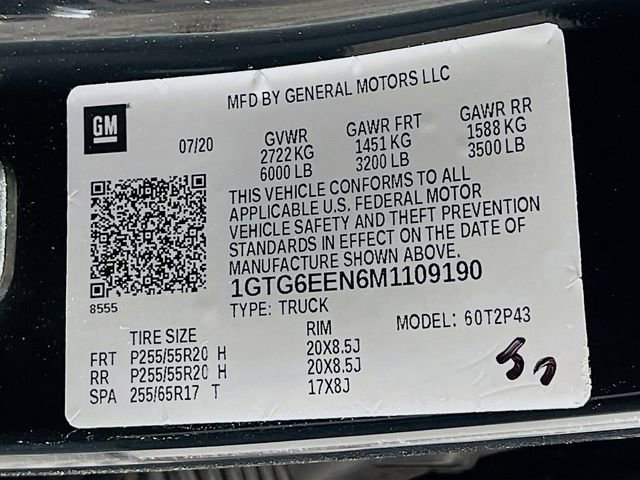 MFD BY GENERAL MOTORS LLC
GM
07/20
GVWR GAWR FRT GAWR RR
2722 KG 1451 KG 1588 KG
6000 LB 3200 LB 3500 LB
THIS VEHICLE CONFORMS TO ALL
APPLICABLE U.S. FEDERAL MOTOR
VEHICLE SAFETY AND THEFT PREVENTION
STANDARDS IN EFFECT ON THE DATE OF
MANUFACTURE SHOWN ABOVE.
1GTG6EEN6M1109190
8555
TYPE: TRUCK MODEL: 60T2P43
TIRE SIZE RIM
FRT P255/55R20 H 20X8.5J
RR P255/55R20 H 20X8.5J
SPA 255/65R17 T 17X8J